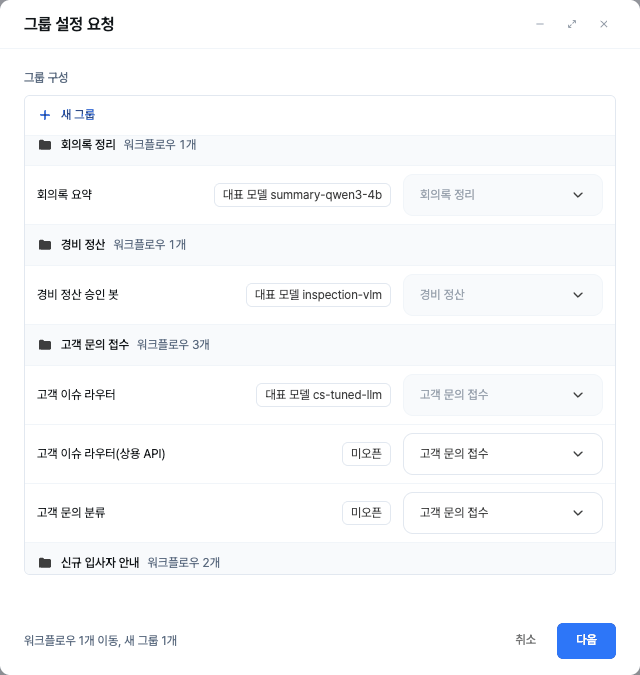 그룹 설정 요청
그룹 구성
새 그룹
회의록 정리 워크플로우 1개
회의록 요약 대표 모델 summary-qwen3-4b 회의록 정리
경비 정산 워크플로우 1개
경비 정산 승인 봇 대표 모델 inspection-vlm 경비 정산
고객 문의 접수 워크플로우 3개
고객 이슈 라우터 대표 모델 cs-tuned-llm 고객 문의 접수
고객 이슈 라우터(상용 API) 미오픈 고객 문의 접수
고객 문의 분류 미오픈 고객 문의 접수
신규 입사자 안내 워크플로우 2개
워크플로우 1개 이동, 새 그룹 1개 취소 다음